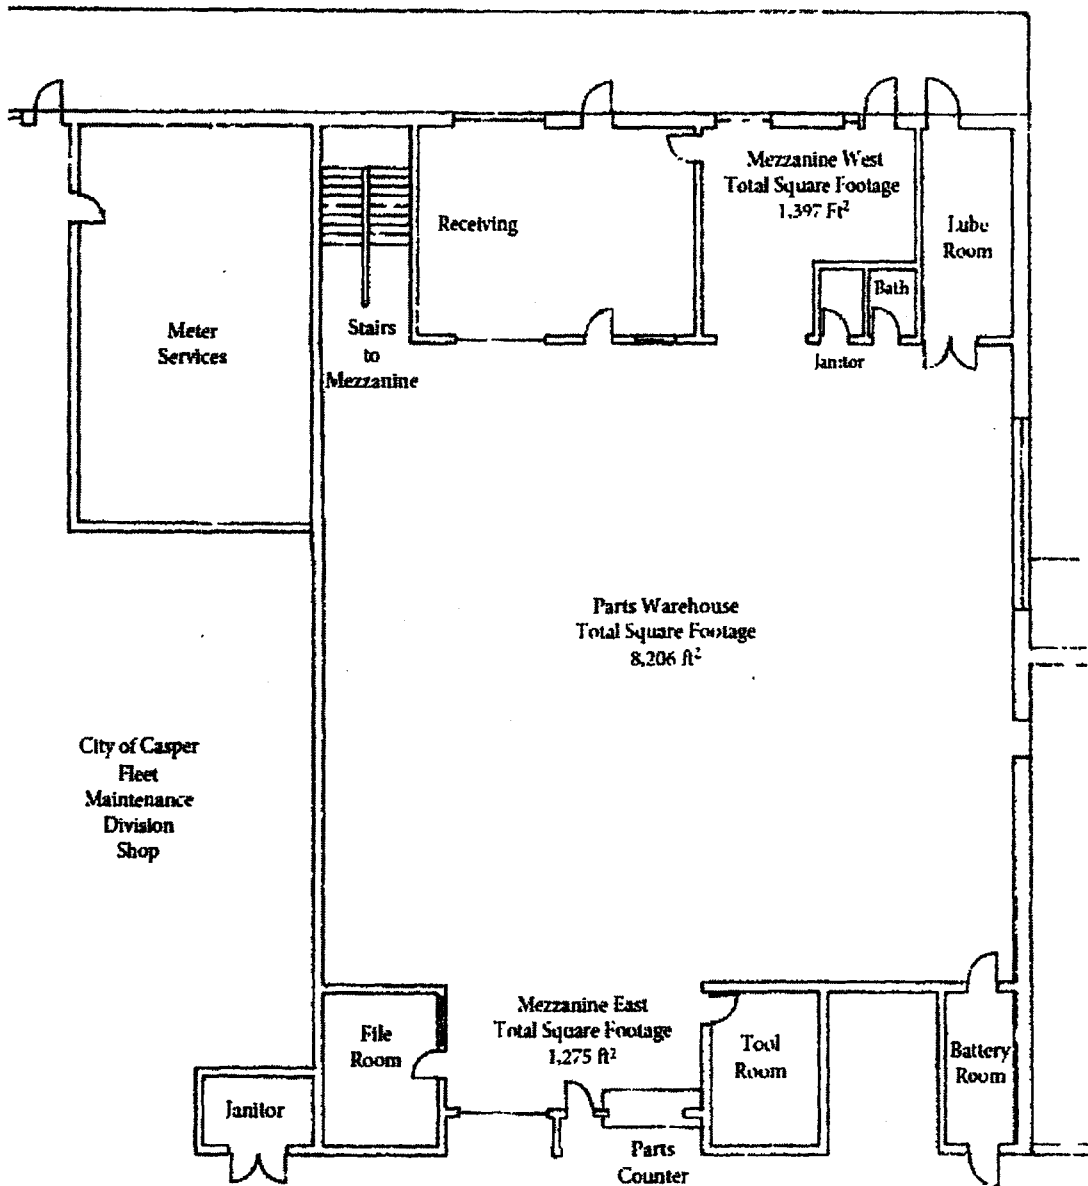 Mezzanine West
Total Square Footage
1,397 Ft²
Receiving
Lube
Room
Bath
Meter
Services
Stairs
to
Mezzanine
Janitor
Parts Warehouse
Total Square Footage
8,206 ft²
City of Casper
Fleet
Maintenance
Division
Shop
Mezzanine East
Total Square Footage
1,275 ft²
File
Room
Tool
Room
Battery
Room
Janitor
Parts
Counter